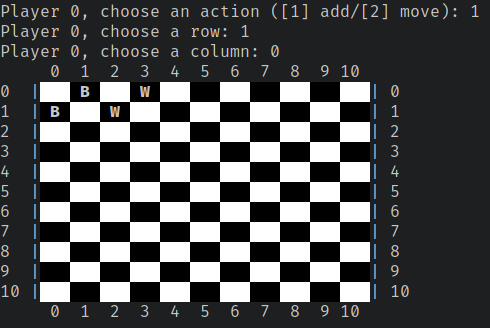 Player 0, choose an action ([1] add/[2] move): 1
Player 0, choose a row: 1
Player 0, choose a column: 0
0 1 2 3 4 5 6 7 8 9 10
0 | B W | 0
1 | B W | 1
2 | | 2
3 | | 3
4 | | 4
5 | | 5
6 | | 6
7 | | 7
8 | | 8
9 | | 9
10 | | 10
0 1 2 3 4 5 6 7 8 9 10